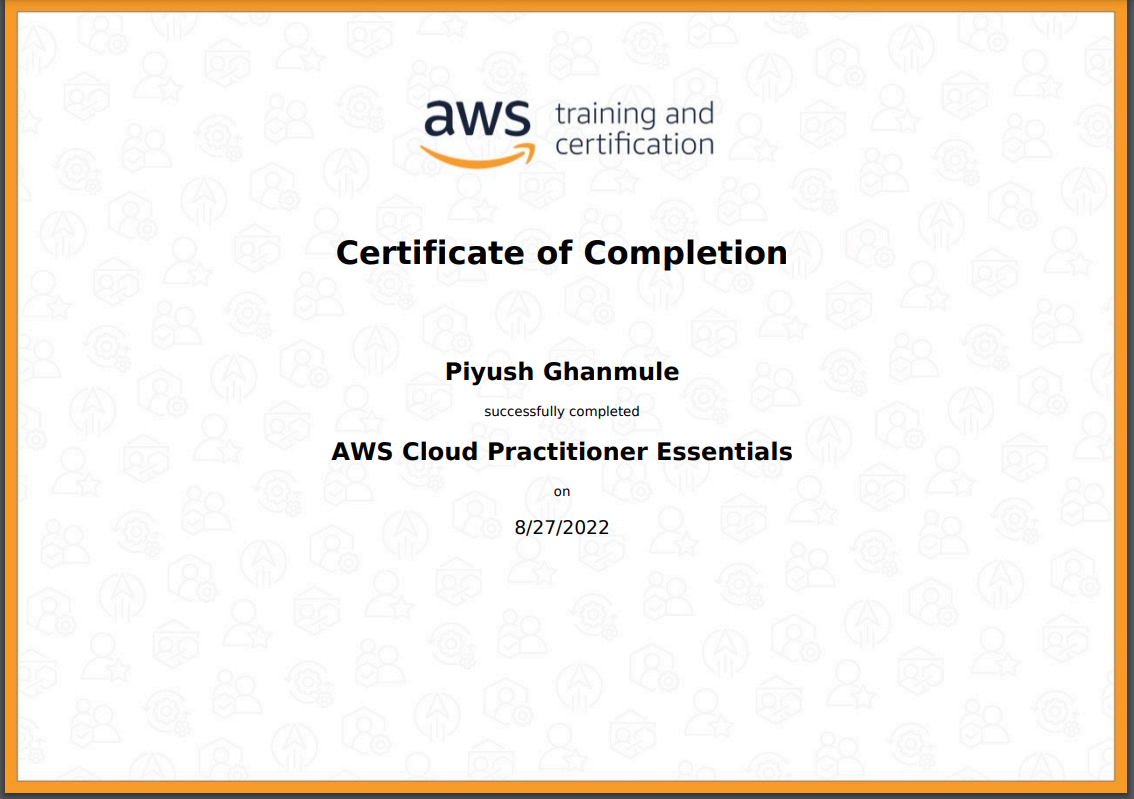 aws training and
certification
Certificate of Completion
Piyush Ghanmule
successfully completed
AWS Cloud Practitioner Essentials
on
8/27/2022